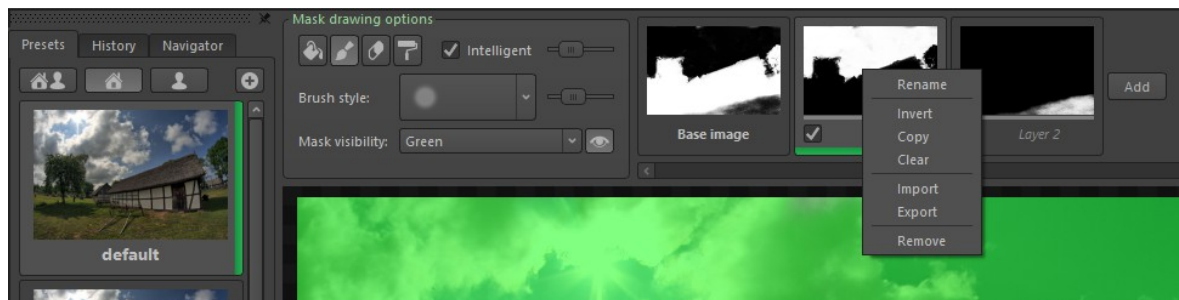 Mask drawing options
Presets
History
Navigator
Intelligent
Brush style:
Mask visibility:
Green
default
Base image
Layer 2
Add
Rename
Invert
Copy
Clear
Import
Export
Remove